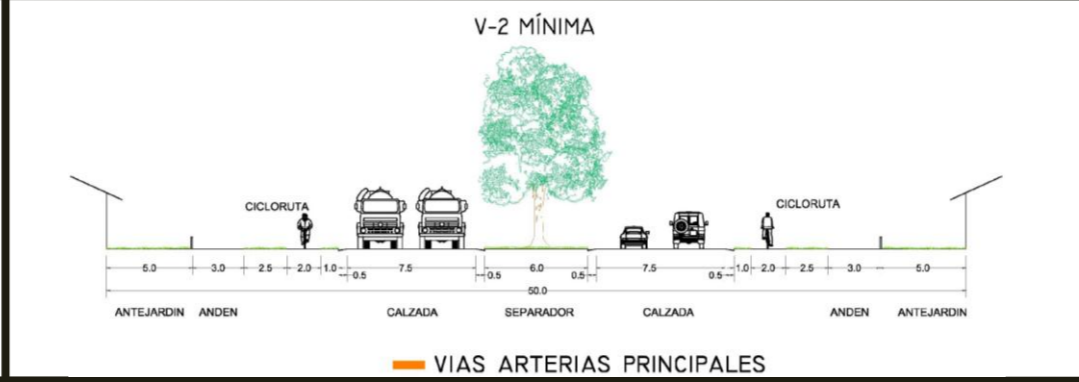 V-2 MÍNIMA
CICLORUTA
CICLORUTA
5.0 3.0 2.5 2.0 1.0 0.5 7.5 0.5 6.0 0.5 7.5 0.5 1.0 2.0 2.5 3.0 5.0
50.0
ANTEJARDIN ANDEN CALZADA SEPARADOR CALZADA ANDEN ANTEJARDIN
VIAS ARTERIAS PRINCIPALES